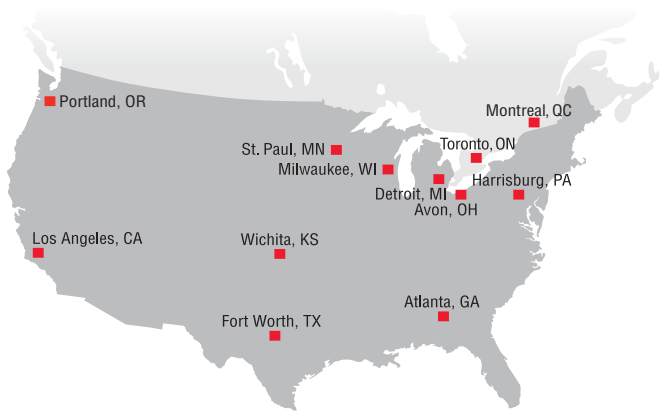 Portland, OR
Montreal, QC
St. Paul, MN
Toronto, ON
Milwaukee, WI
Detroit, MI
Harrisburg, PA
Avon, OH
Los Angeles, CA
Wichita, KS
Atlanta, GA
Fort Worth, TX